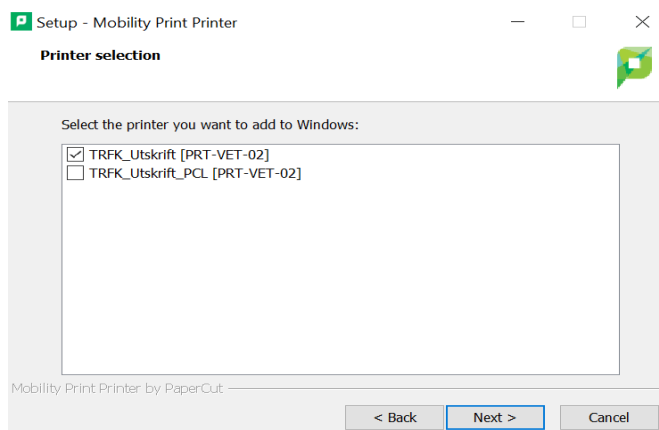 Setup - Mobility Print Printer
Printer selection
Select the printer you want to add to Windows:
TRFK_Utskrift [PRT-VET-02]
TRFK_Utskrift_PCL [PRT-VET-02]
Mobility Print Printer by PaperCut
< Back Next > Cancel